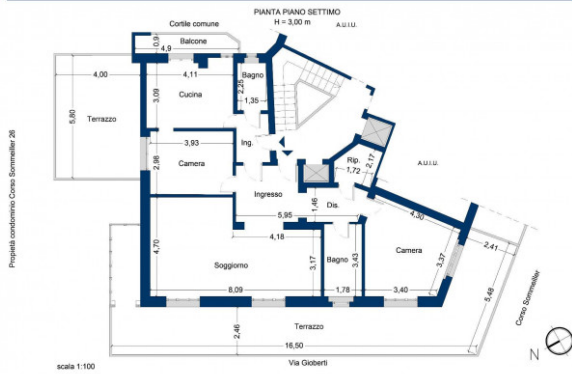 PIANTA PIANO SETTIMO
H = 3,00 m
Cortile comune
A.U.I.U.
0,9
Balcone
4,9
4,00
4,11
Bagno
2,25
1,35
Cucina
3,09
5,80
Terrazzo
Ing.
3,93
Camera
2,98
Rip.
1,72
2,17
A.U.I.U.
Ingresso
1,46
Dis.
5,95
4,30
2,41
4,18
4,70
Soggiorno
3,17
Bagno
3,43
Camera
3,37
5,48
8,09
1,78
3,40
2,46
Terrazzo
16,50
Via Gioberti
scala 1:100
Propietà condominio Corso Sommeiller 26
Corso Sommeiller
N